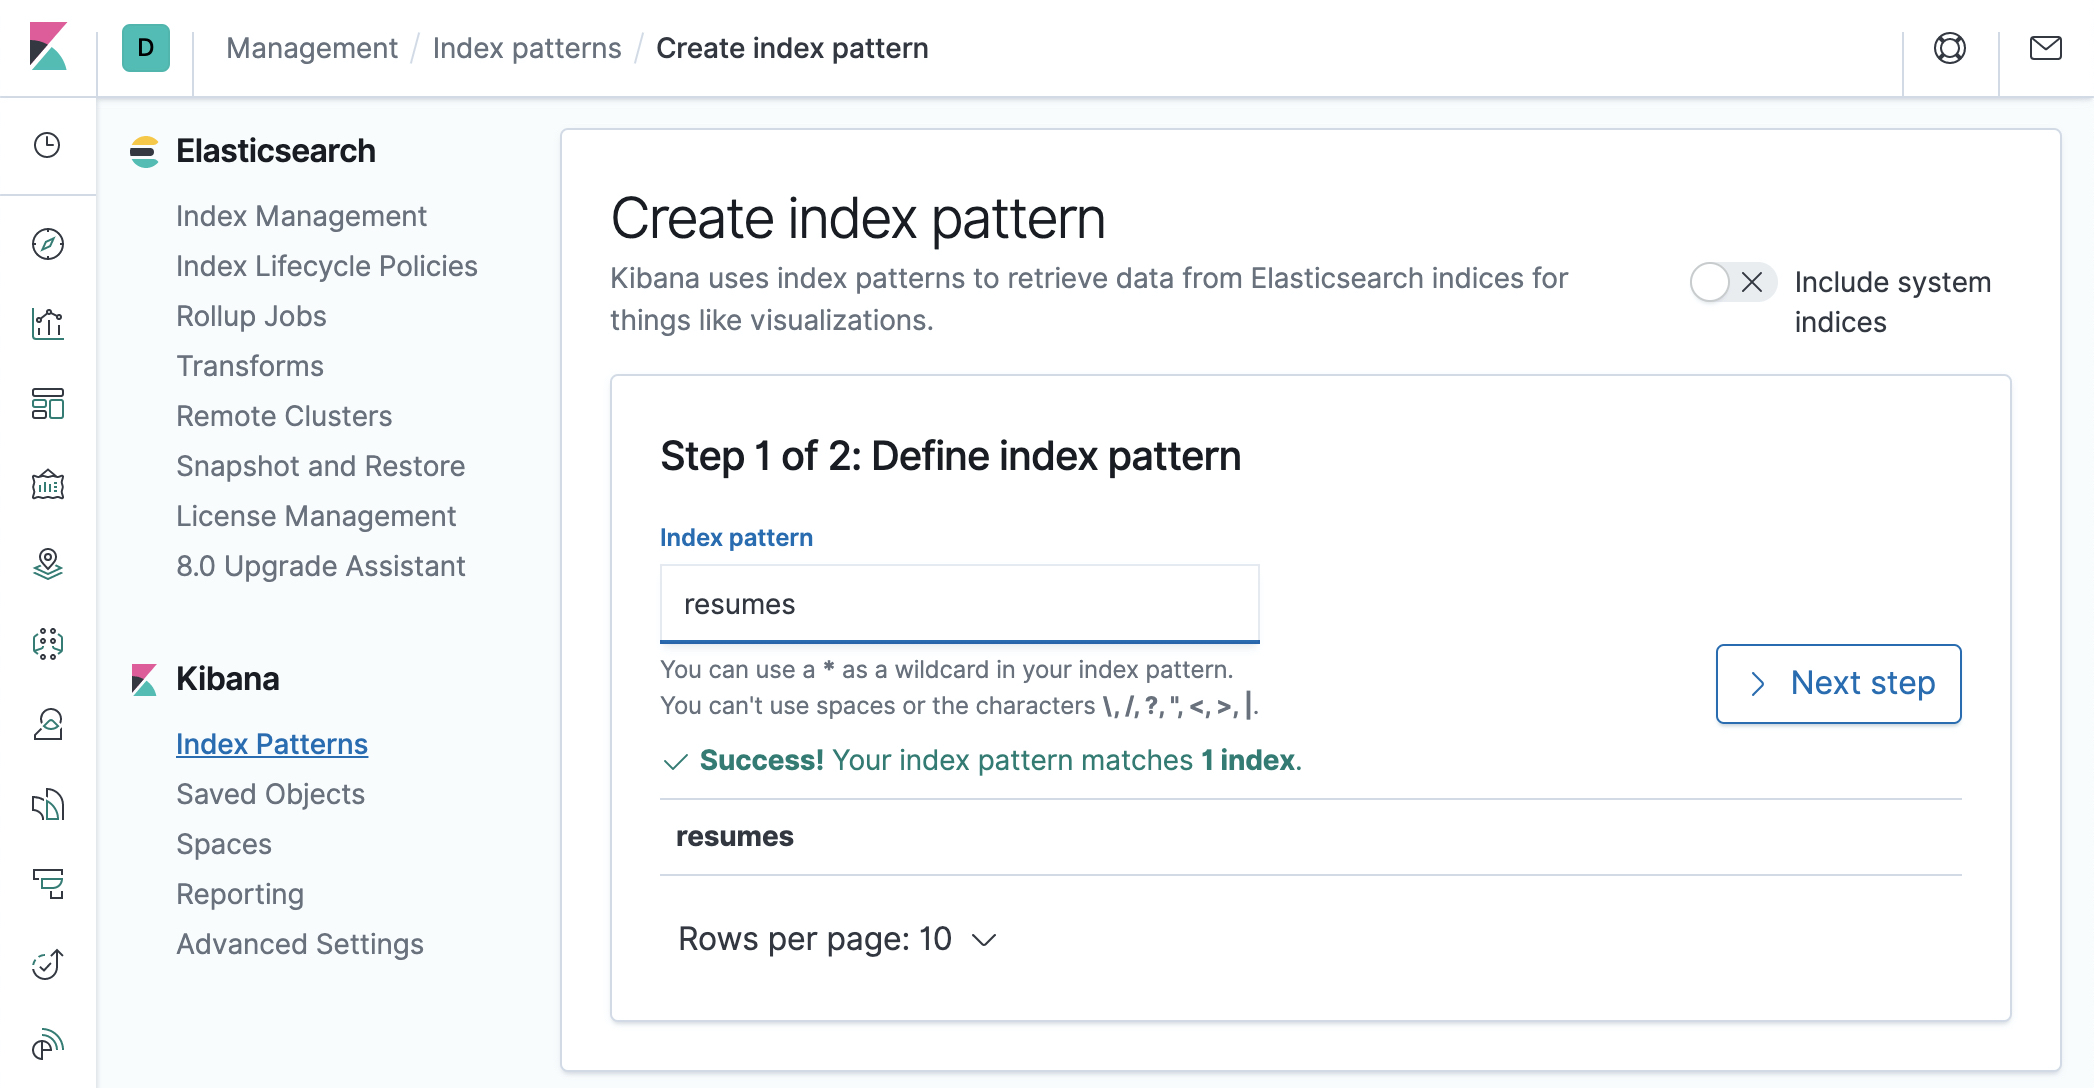 D
Management / Index patterns / Create index pattern
Elasticsearch
Index Management
Index Lifecycle Policies
Rollup Jobs
Transforms
Remote Clusters
Snapshot and Restore
License Management
8.0 Upgrade Assistant
Kibana
Index Patterns
Saved Objects
Spaces
Reporting
Advanced Settings
Create index pattern
Kibana uses index patterns to retrieve data from Elasticsearch indices for
things like visualizations.
Include system
indices
Step 1 of 2: Define index pattern
Index pattern
resumes
You can use a * as a wildcard in your index pattern.
You can't use spaces or the characters \, /, ?, ", <, >, |.
Next step
Success! Your index pattern matches 1 index.
resumes
Rows per page: 10